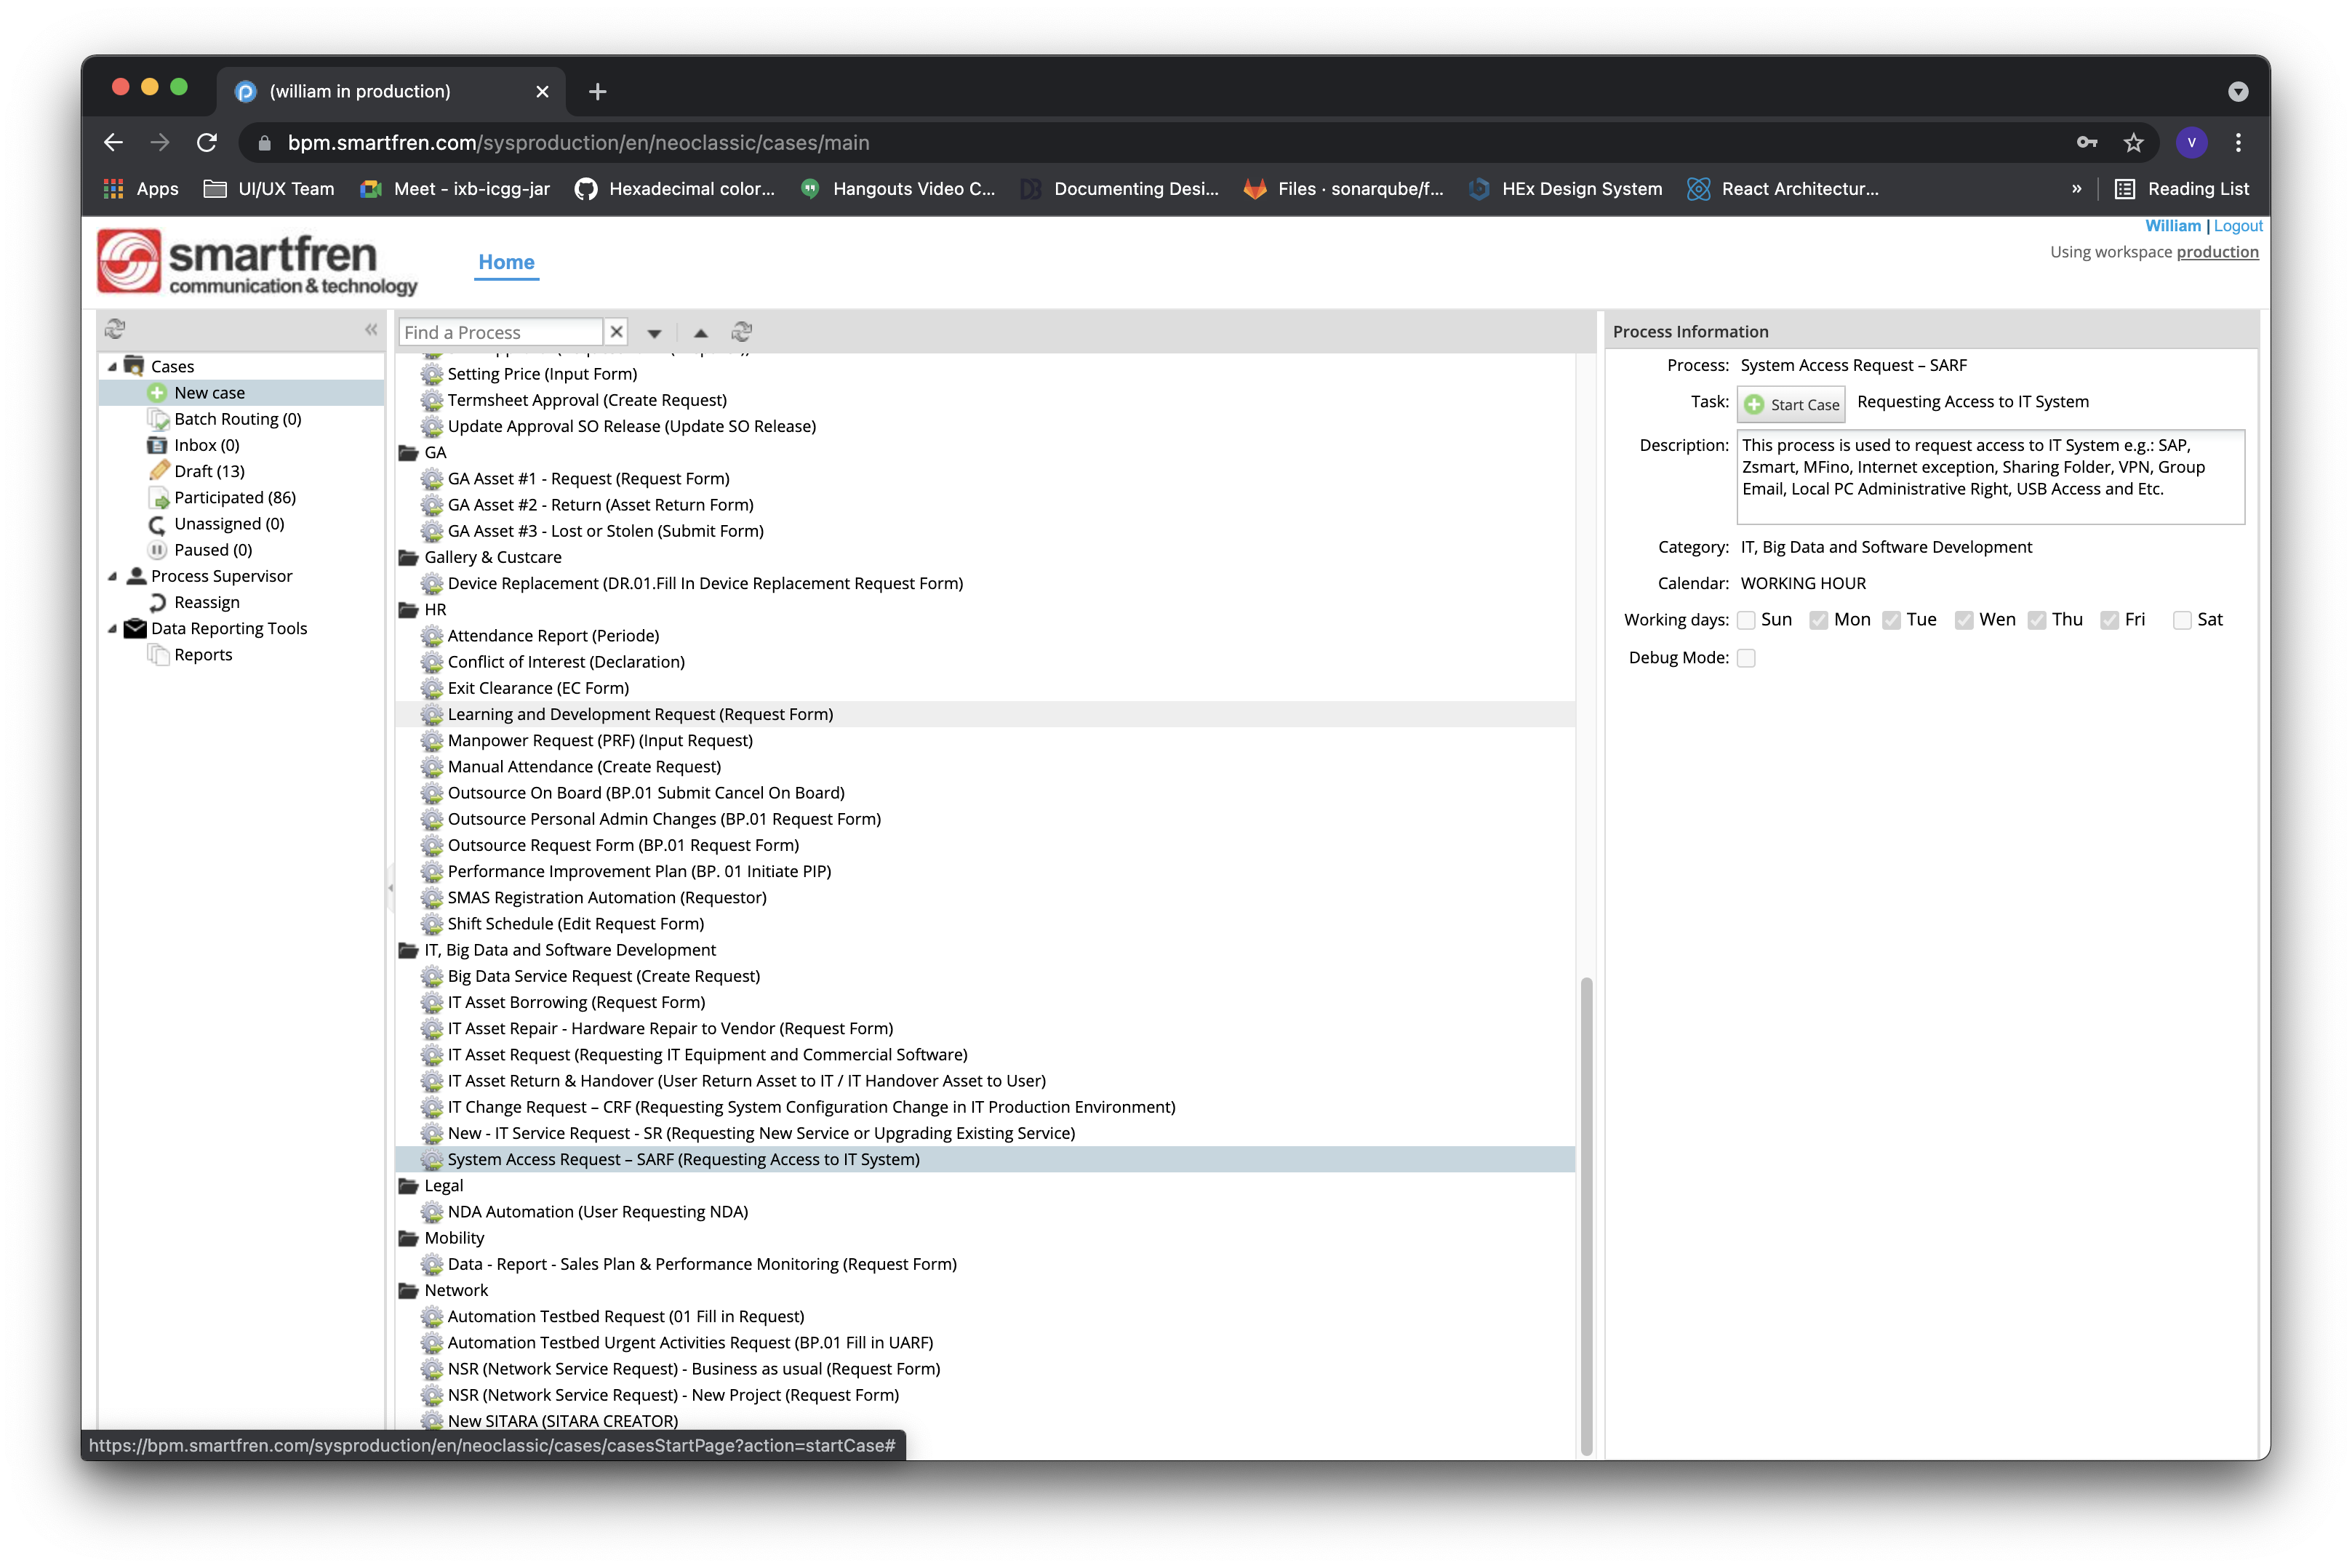 (william in production)
bpm.smartfren.com/sysproduction/en/neoclassic/cases/main
V
Apps
UI/UX Team
Meet - ixb-icgg-jar
Hexadecimal color...
Hangouts Video C...
Documenting Desi...
Files · sonarqube/f...
HEx Design System
React Architectur...
»
Reading List
smartfren
communication & technology
Home
William | Logout
Using workspace production
Cases
New case
Batch Routing (0)
Inbox (0)
Draft (13)
Participated (86)
Unassigned (0)
Paused (0)
Process Supervisor
Reassign
Data Reporting Tools
Reports
Find a Process
Setting Price (Input Form)
Termsheet Approval (Create Request)
Update Approval SO Release (Update SO Release)
GA
GA Asset #1 - Request (Request Form)
GA Asset #2 - Return (Asset Return Form)
GA Asset #3 - Lost or Stolen (Submit Form)
Gallery & Custcare
Device Replacement (DR.01.Fill In Device Replacement Request Form)
HR
Attendance Report (Periode)
Conflict of Interest (Declaration)
Exit Clearance (EC Form)
Learning and Development Request (Request Form)
Manpower Request (PRF) (Input Request)
Manual Attendance (Create Request)
Outsource On Board (BP.01 Submit Cancel On Board)
Outsource Personal Admin Changes (BP.01 Request Form)
Outsource Request Form (BP.01 Request Form)
Performance Improvement Plan (BP. 01 Initiate PIP)
SMAS Registration Automation (Requestor)
Shift Schedule (Edit Request Form)
IT, Big Data and Software Development
Big Data Service Request (Create Request)
IT Asset Borrowing (Request Form)
IT Asset Repair - Hardware Repair to Vendor (Request Form)
IT Asset Request (Requesting IT Equipment and Commercial Software)
IT Asset Return & Handover (User Return Asset to IT / IT Handover Asset to User)
IT Change Request – CRF (Requesting System Configuration Change in IT Production Environment)
New - IT Service Request - SR (Requesting New Service or Upgrading Existing Service)
System Access Request – SARF (Requesting Access to IT System)
Legal
NDA Automation (User Requesting NDA)
Mobility
Data - Report - Sales Plan & Performance Monitoring (Request Form)
Network
Automation Testbed Request (01 Fill in Request)
Automation Testbed Urgent Activities Request (BP.01 Fill in UARF)
NSR (Network Service Request) - Business as usual (Request Form)
NSR (Network Service Request) - New Project (Request Form)
New SITARA (SITARA CREATOR)
Process Information
Process: System Access Request – SARF
Task: Start Case Requesting Access to IT System
Description: This process is used to request access to IT System e.g.: SAP,
Zsmart, MFino, Internet exception, Sharing Folder, VPN, Group
Email, Local PC Administrative Right, USB Access and Etc.
Category: IT, Big Data and Software Development
Calendar: WORKING HOUR
Working days: Sun Mon Tue Wen Thu Fri Sat
Debug Mode:
https://bpm.smartfren.com/sysproduction/en/neoclassic/cases/casesStartPage?action=startCase#